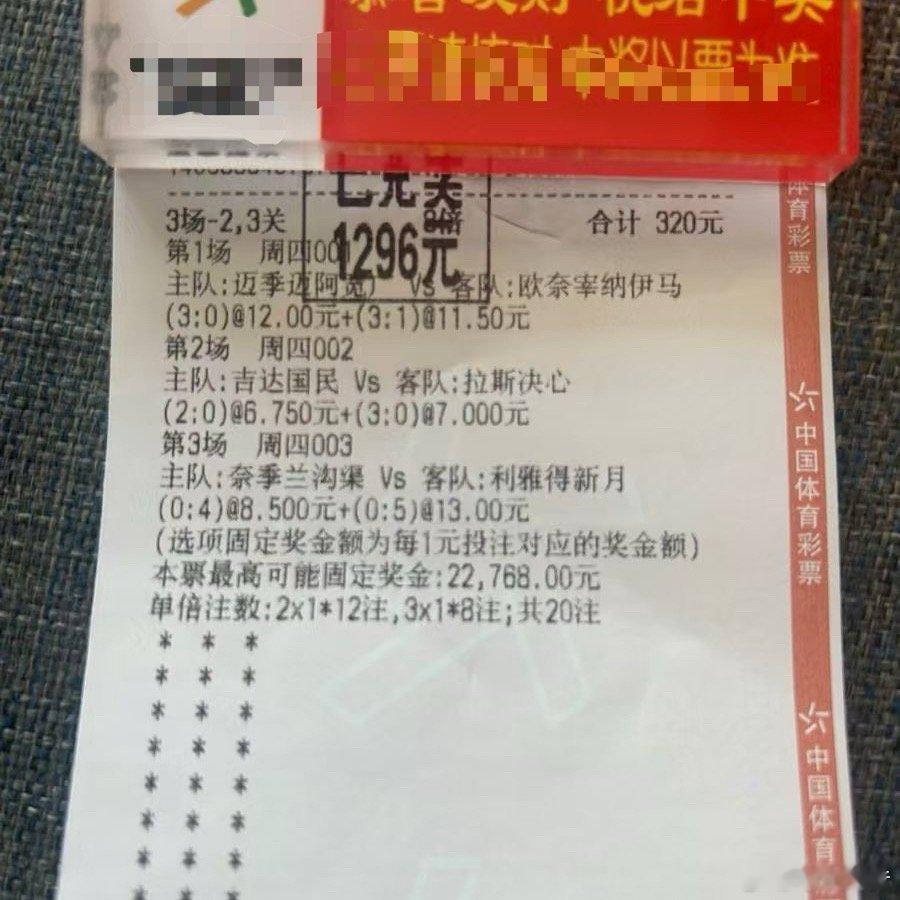 已兑奖
1296元
3场-2,3关 倍 合计 320元
第1场 周四001
主队:迈季迈阿宽 Vs 客队:欧奈宰纳伊马
(3:0)@12.00元+(3:1)@11.50元
第2场 周四002
主队:吉达国民 Vs 客队:拉斯决心
(2:0)@6.750元+(3:0)@7.000元
第3场 周四003
主队:奈季兰沟渠 Vs 客队:利雅得新月
(0:4)@8.500元+(0:5)@13.00元
(选项固定奖金额为每1元投注对应的奖金额)
本票最高可能固定奖金:22,768.00元
单倍注数:2x1*12注,3x1*8注;共20注
* * *
* * *
* * *
* * *
* * *
* * *
* * *
* * *
体育彩票
中国体育彩票
中国体育